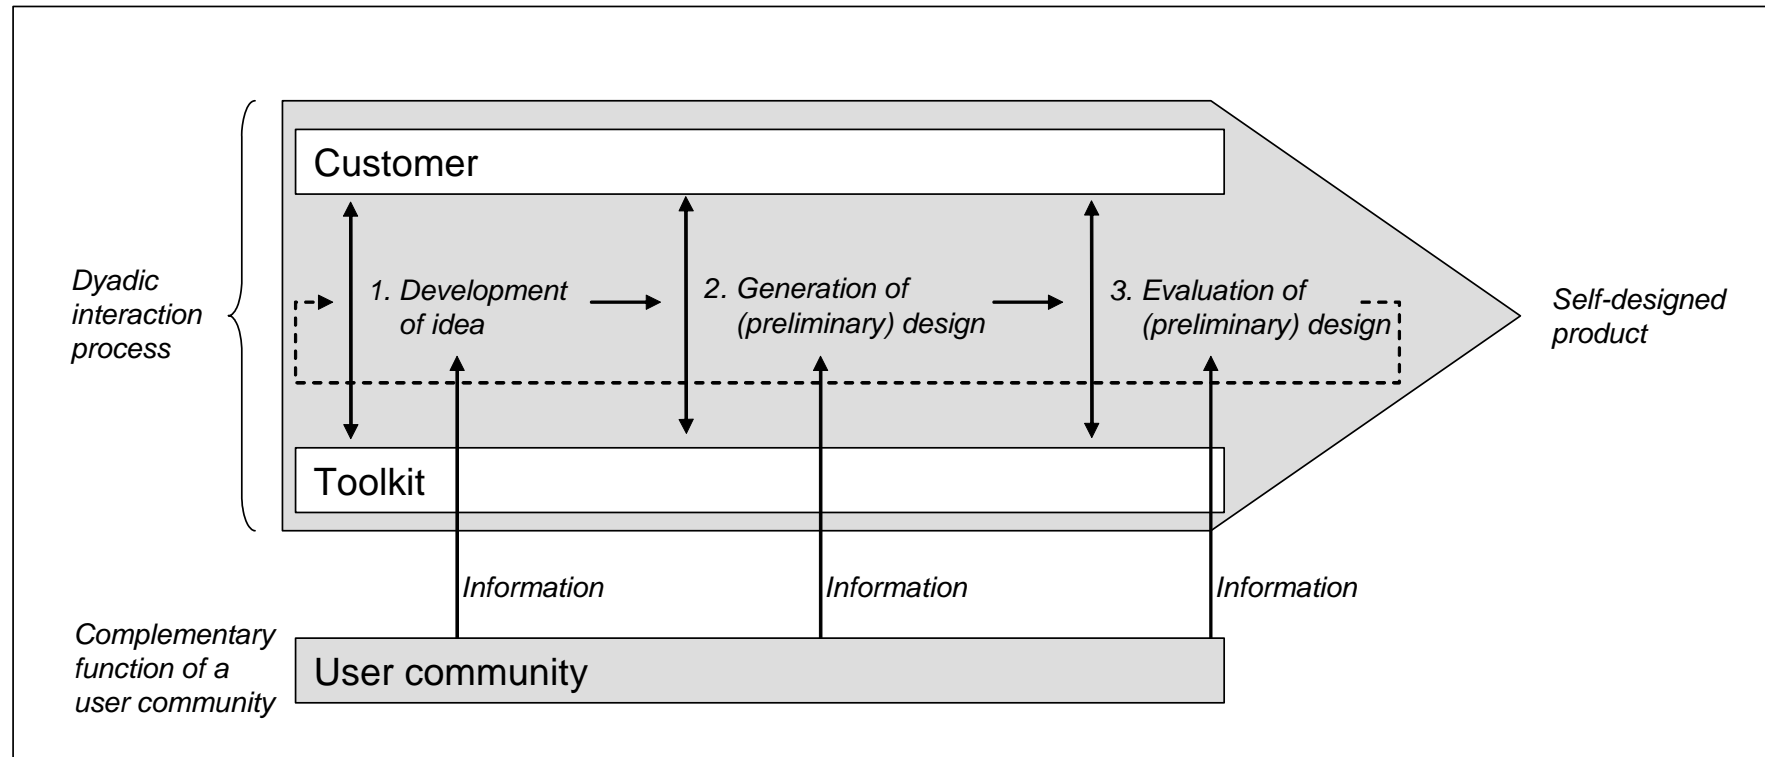 Customer
Dyadic
interaction
process
1. Development
of idea
2. Generation of
(preliminary) design
3. Evaluation of
(preliminary) design
Self-designed
product
Toolkit
Information
Information
Information
Complementary
function of a
user community
User community